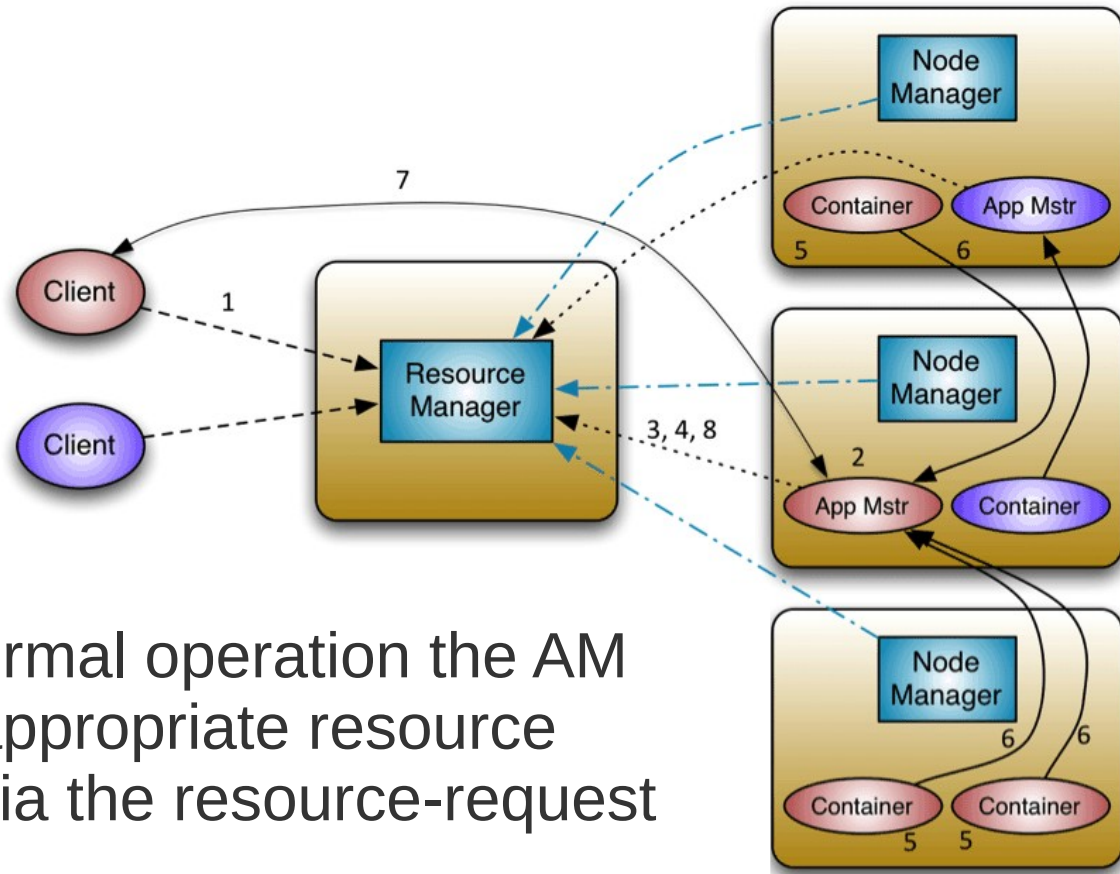 Node
Manager
Container
App Mstr
5
6
7
Client
1
Resource
Manager
Client
Node
Manager
3, 4, 8
2
App Mstr
Container
rmal operation the AM
appropriate resource
ia the resource-request
Node
Manager
6
6
Container
Container
5
5